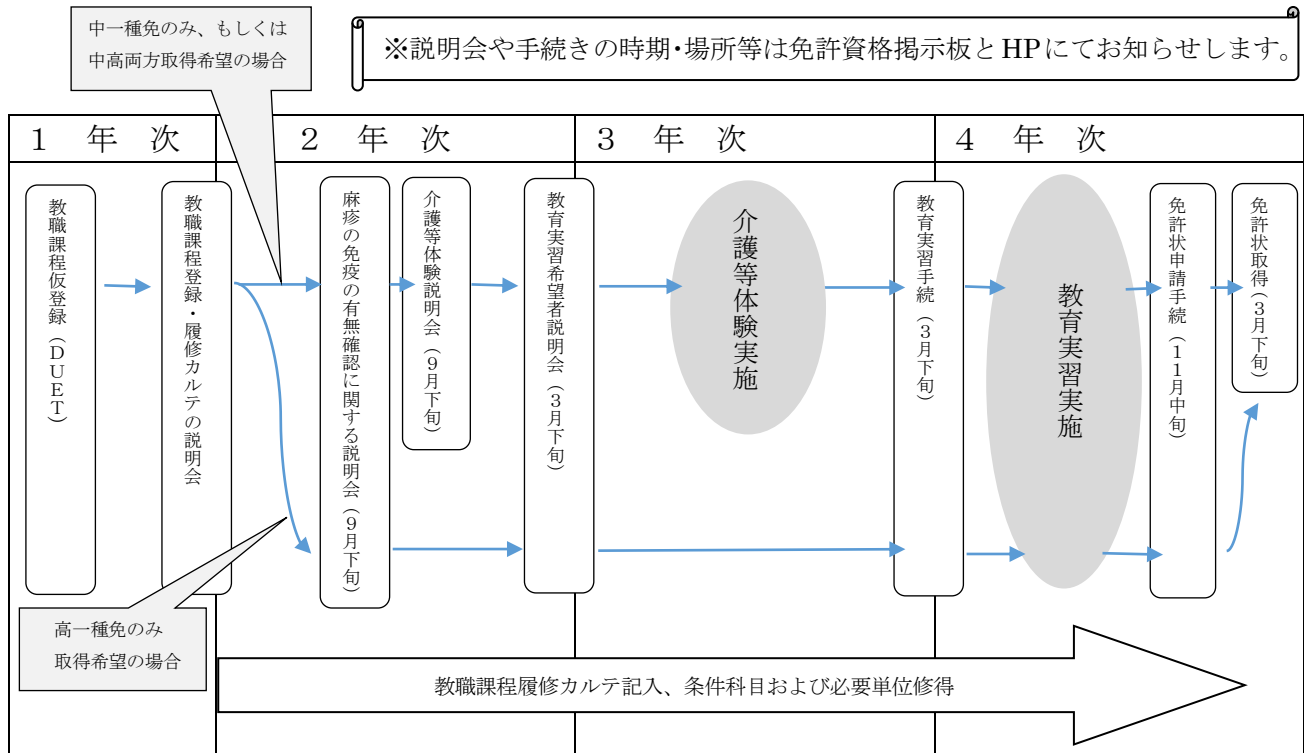 中一種免のみ、もしくは
中高両方取得希望の場合
※説明会や手続きの時期・場所等は免許資格掲示板とHPにてお知らせします。
１　年　次
２　年　次
３　年　次
４　年　次
教職課程仮登録（DUET）
教職課程登録・履修カルテの説明会
麻疹の免疫の有無確認に関する説明会（９月下旬）
介護等体験説明会（９月下旬）
教育実習希望者説明会（３月下旬）
介護等体験実施
教育実習手続（３月下旬）
教育実習実施
免許状申請手続（１１月中旬）
免許状取得（３月下旬）
高一種免のみ
取得希望の場合
教職課程履修カルテ記入、条件科目および必要単位修得